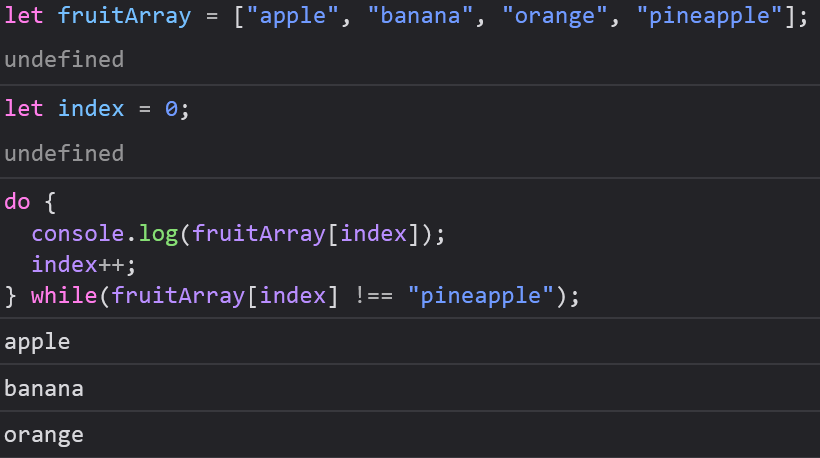 let fruitArray = ["apple", "banana", "orange", "pineapple"];
undefined
let index = 0;
undefined
do {
  console.log(fruitArray[index]);
  index++;
} while(fruitArray[index] !== "pineapple");
apple
banana
orange